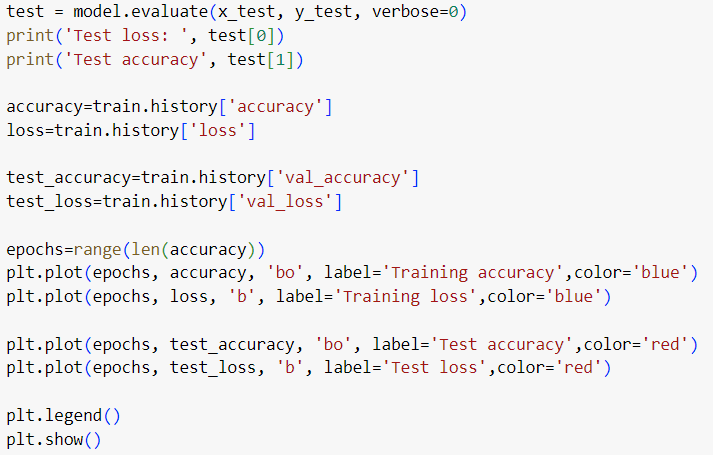 test = model.evaluate(x_test, y_test, verbose=0)
print('Test loss: ', test[0])
print('Test accuracy', test[1])
accuracy=train.history['accuracy']
loss=train.history['loss']
test_accuracy=train.history['val_accuracy']
test_loss=train.history['val_loss']
epochs=range(len(accuracy))
plt.plot(epochs, accuracy, 'bo', label='Training accuracy',color='blue')
plt.plot(epochs, loss, 'b', label='Training loss',color='blue')
plt.plot(epochs, test_accuracy, 'bo', label='Test accuracy',color='red')
plt.plot(epochs, test_loss, 'b', label='Test loss',color='red')
plt.legend()
plt.show()